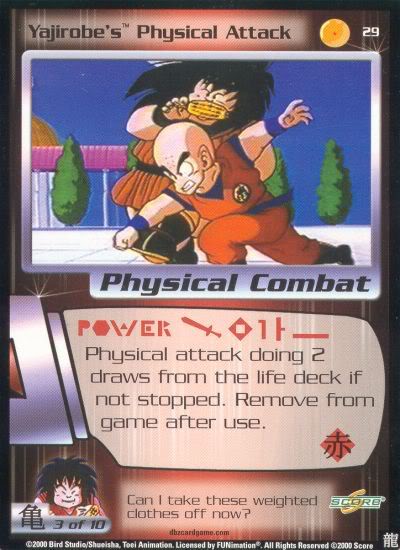 Yajirobe's™ Physical Attack 29
Physical Combat
POWER
Physical attack doing 2
draws from the life deck if
not stopped. Remove from
game after use.
赤
亀 3 of 10
Can I take these weighted
clothes off now?
SCORE
dbzcardgame.com
©2000 Bird Studio/Shueisha, Toei Animation. Licensed by FUNimation®. All Rights Reserved ©2000 Score
龍